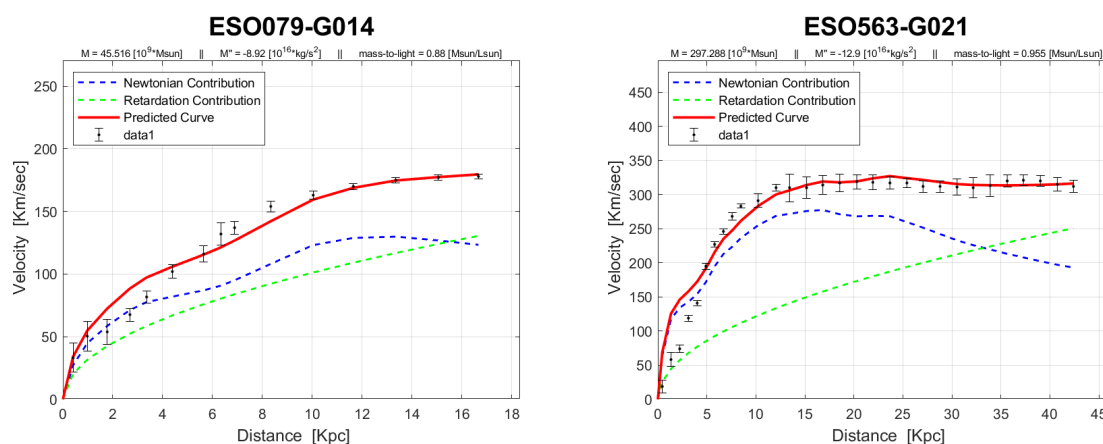 ESO079-G014
M = 45.516 [10^9*Msun] || M" = -8.92 [10^16*kg/s^2] || mass-to-light = 0.88 [Msun/Lsun]
Newtonian Contribution
Retardation Contribution
Predicted Curve
data1
250
200
150
100
50
0
Velocity [Km/sec]
0 2 4 6 8 10 12 14 16 18
Distance [Kpc]
ESO563-G021
M = 297.288 [10^9*Msun] || M" = -12.9 [10^16*kg/s^2] || mass-to-light = 0.955 [Msun/Lsun]
Newtonian Contribution
Retardation Contribution
Predicted Curve
data1
450
400
350
300
250
200
150
100
50
0
Velocity [Km/sec]
0 5 10 15 20 25 30 35 40 45
Distance [Kpc]